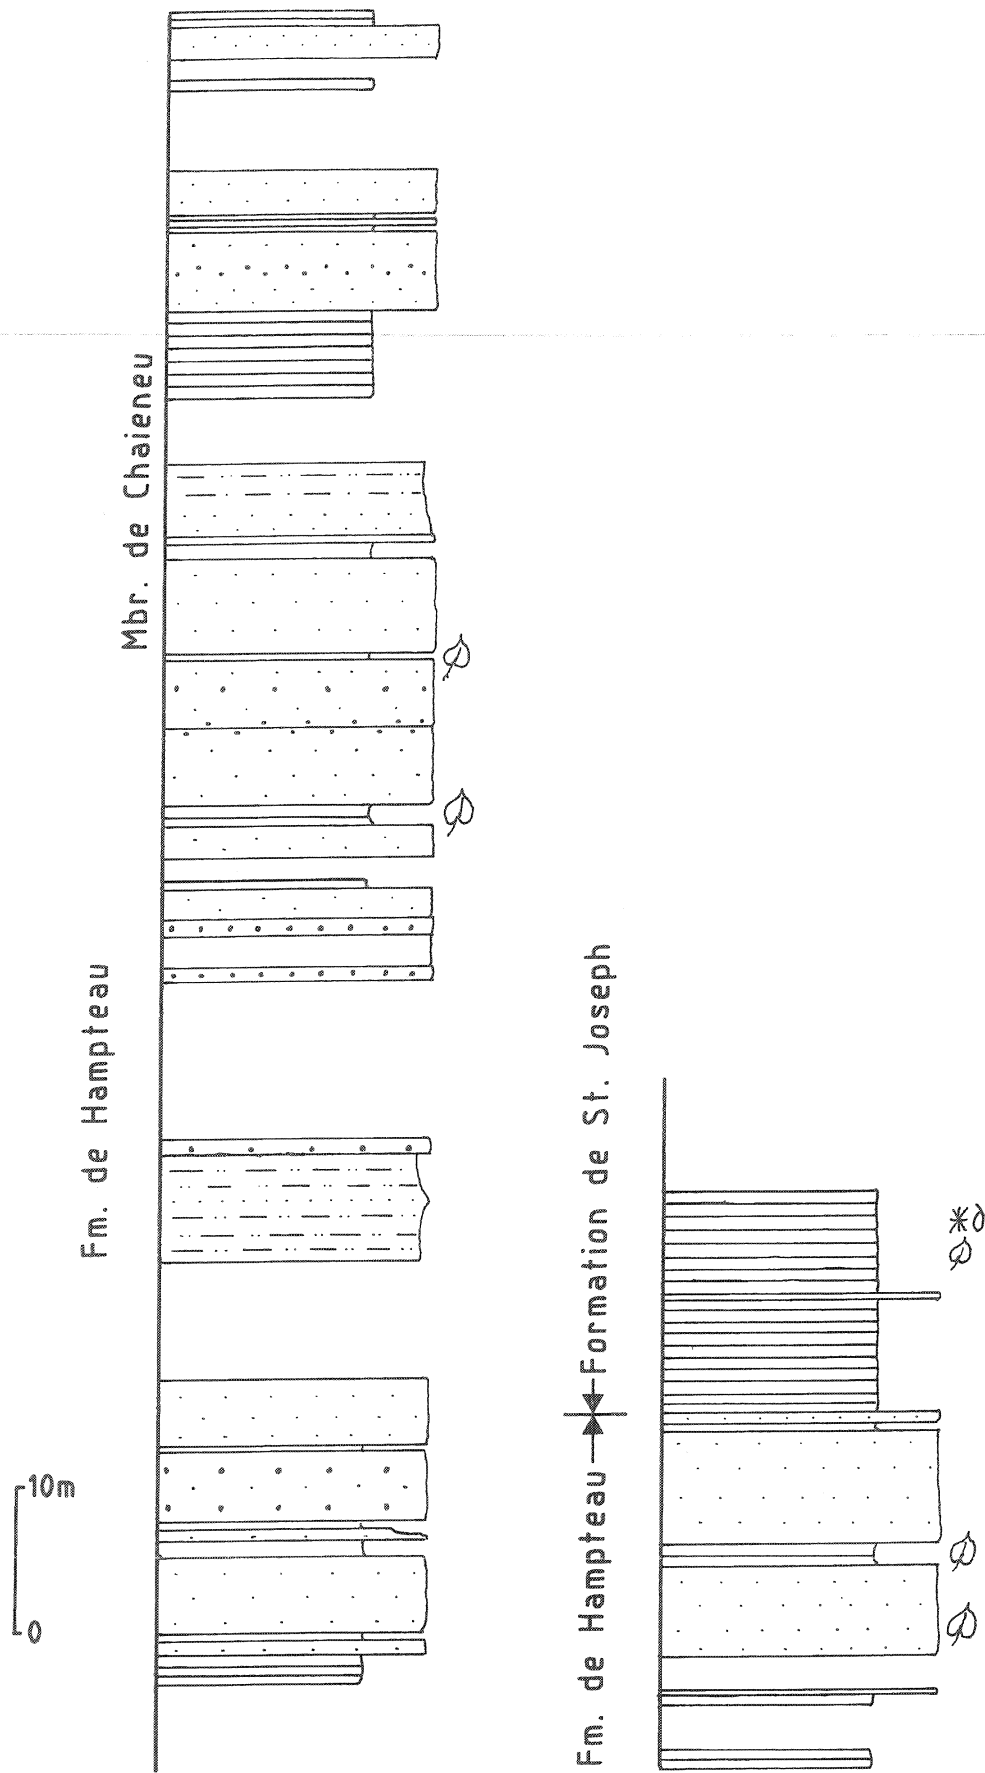 Mbr. de Chaieneu
Fm. de Hampteau
10m
0
Fm. de Hampteau
Formation de St. Joseph